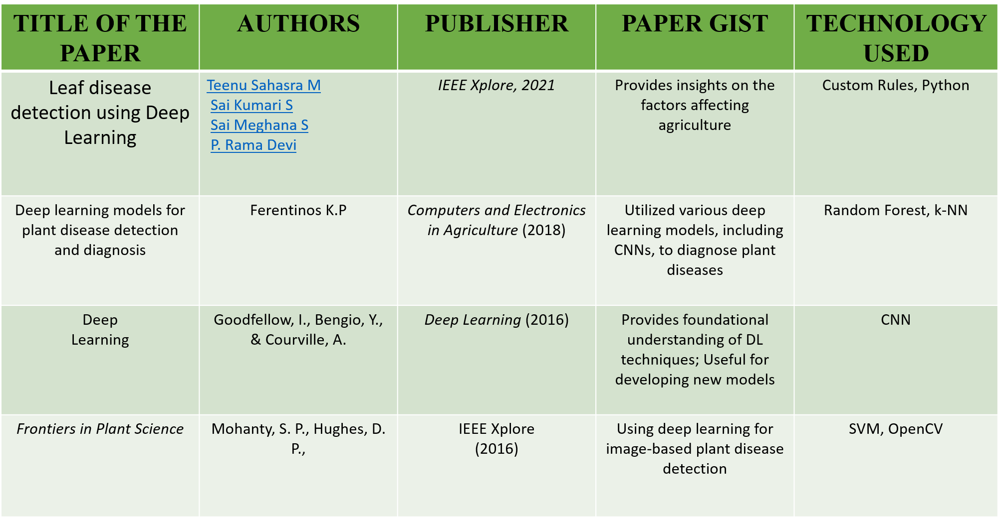 TITLE OF THE
PAPER
AUTHORS
PUBLISHER
PAPER GIST
TECHNOLOGY
USED
Leaf disease
detection using Deep
Learning
Teenu Sahasra M
Sai Kumari S
Sai Meghana S
P. Rama Devi
IEEE Xplore, 2021
Provides insights on the
factors affecting
agriculture
Custom Rules, Python
Deep learning models for
plant disease detection
and diagnosis
Ferentinos K.P
Computers and Electronics
in Agriculture (2018)
Utilized various deep
learning models, including
CNNs, to diagnose plant
diseases
Random Forest, k-NN
Deep
Learning
Goodfellow, I., Bengio, Y.,
& Courville, A.
Deep Learning (2016)
Provides foundational
understanding of DL
techniques; Useful for
developing new models
CNN
Frontiers in Plant Science
Mohanty, S. P., Hughes, D.
P.,
IEEE Xplore
(2016)
Using deep learning for
image-based plant disease
detection
SVM, OpenCV